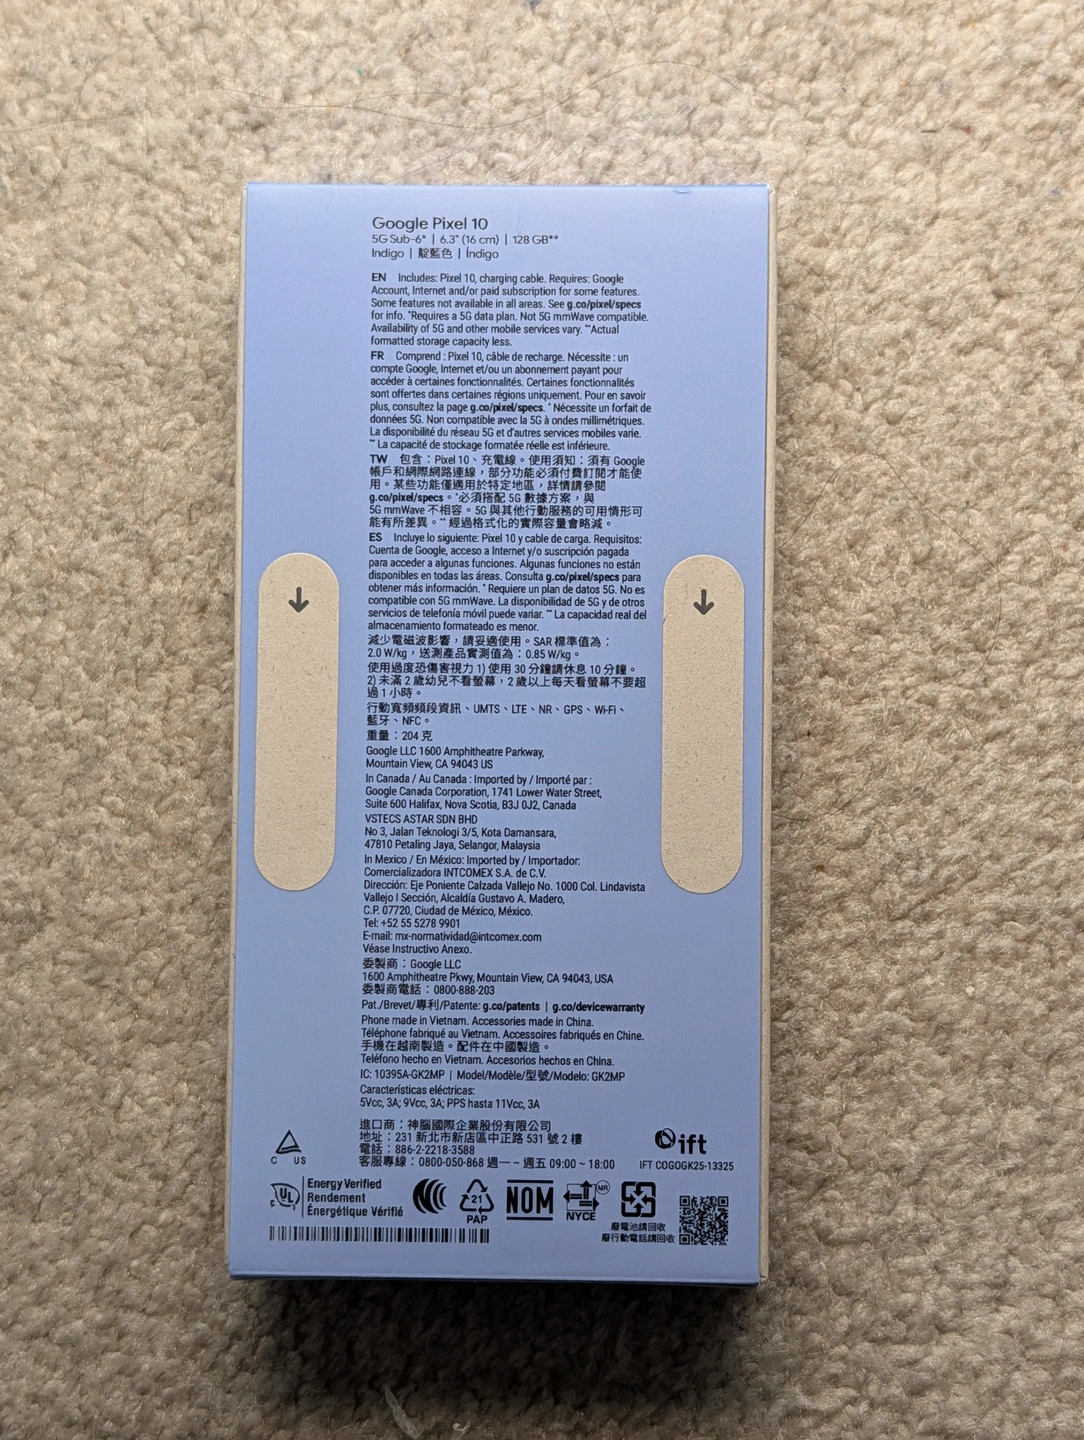 Google Pixel 10
5G Sub-6* | 6.3" (16 cm) | 128 GB**
Indigo | 靛藍色 | Índigo
EN Includes: Pixel 10, charging cable. Requires: Google
Account, Internet and/or paid subscription for some features.
Some features not available in all areas. See g.co/pixel/specs
for info. *Requires a 5G data plan. Not 5G mmWave compatible.
Availability of 5G and other mobile services vary. **Actual
formatted storage capacity less.
FR Comprend : Pixel 10, câble de recharge. Nécessite : un
compte Google, Internet et/ou un abonnement payant pour
accéder à certaines fonctionnalités. Certaines fonctionnalités
sont offertes dans certaines régions uniquement. Pour en savoir
plus, consultez la page g.co/pixel/specs. * Nécessite un forfait de
données 5G. Non compatible avec la 5G à ondes millimétriques.
La disponibilité du réseau 5G et d'autres services mobiles varie.
** La capacité de stockage formatée réelle est inférieure.
TW 包含：Pixel 10、充電線。使用須知：須有 Google
帳戶和網際網路連線，部分功能必須付費訂閱才能使
用。某些功能僅適用於特定地區，詳情請參閱
g.co/pixel/specs。*必須搭配 5G 數據方案，與
5G mmWave 不相容。5G 與其他行動服務的可用情形可
能有所差異。** 經過格式化的實際容量會略減。
ES Incluye lo siguiente: Pixel 10 y cable de carga. Requisitos:
Cuenta de Google, acceso a Internet y/o suscripción pagada
para acceder a algunas funciones. Algunas funciones no están
disponibles en todas las áreas. Consulta g.co/pixel/specs para
obtener más información. * Requiere un plan de datos 5G. No es
compatible con 5G mmWave. La disponibilidad de 5G y de otros
servicios de telefonía móvil puede variar. ** La capacidad real del
almacenamiento formateado es menor.
減少電磁波影響，請妥適使用。SAR 標準值為：
2.0 W/kg，送測產品實測值為：0.85 W/kg。
使用過度恐傷害視力 1) 使用 30 分鐘請休息 10 分鐘。
2) 未滿 2 歲幼兒不看螢幕，2 歲以上每天看螢幕不要超
過 1 小時。
行動寬頻頻段資訊、UMTS、LTE、NR、GPS、Wi-Fi、
藍牙、NFC。
重量：204 克
Google LLC 1600 Amphitheatre Parkway,
Mountain View, CA 94043 US
In Canada / Au Canada : Imported by / Importé par :
Google Canada Corporation, 1741 Lower Water Street,
Suite 600 Halifax, Nova Scotia, B3J 0J2, Canada
VSTECS ASTAR SDN BHD
No 3, Jalan Teknologi 3/5, Kota Damansara,
47810 Petaling Jaya, Selangor, Malaysia
In Mexico / En México: Imported by / Importador:
Comercializadora INTCOMEX S.A. de C.V.
Dirección: Eje Poniente Calzada Vallejo No. 1000 Col. Lindavista
Vallejo I Sección, Alcaldía Gustavo A. Madero,
C.P. 07720, Ciudad de México, México.
Tel: +52 55 5278 9901
E-mail: mx-normatividad@intcomex.com
Véase Instructivo Anexo.
委製商：Google LLC
1600 Amphitheatre Pkwy, Mountain View, CA 94043, USA
委製商電話：0800-888-203
Pat./Brevet/專利/Patente: g.co/patents | g.co/devicewarranty
Phone made in Vietnam. Accessories made in China.
Téléphone fabriqué au Vietnam. Accessoires fabriqués en Chine.
手機在越南製造。配件在中國製造。
Teléfono hecho en Vietnam. Accesorios hechos en China.
IC: 10395A-GK2MP | Model/Modèle/型號/Modelo: GK2MP
Características eléctricas:
5Vcc, 3A; 9Vcc, 3A; PPS hasta 11Vcc, 3A
進口商：神腦國際企業股份有限公司
地址：231 新北市新店區中正路 531 號 2 樓
電話：886-2-2218-3588
客服專線：0800-050-868 週一 ~ 週五 09:00 ~ 18:00
C US
ift
IFT COGOGK25-13325
UL
Energy Verified
Rendement
Énergétique Vérifié
21
PAP
NOM
MR
NYCE
廢電池請回收
廢行動電話請回收